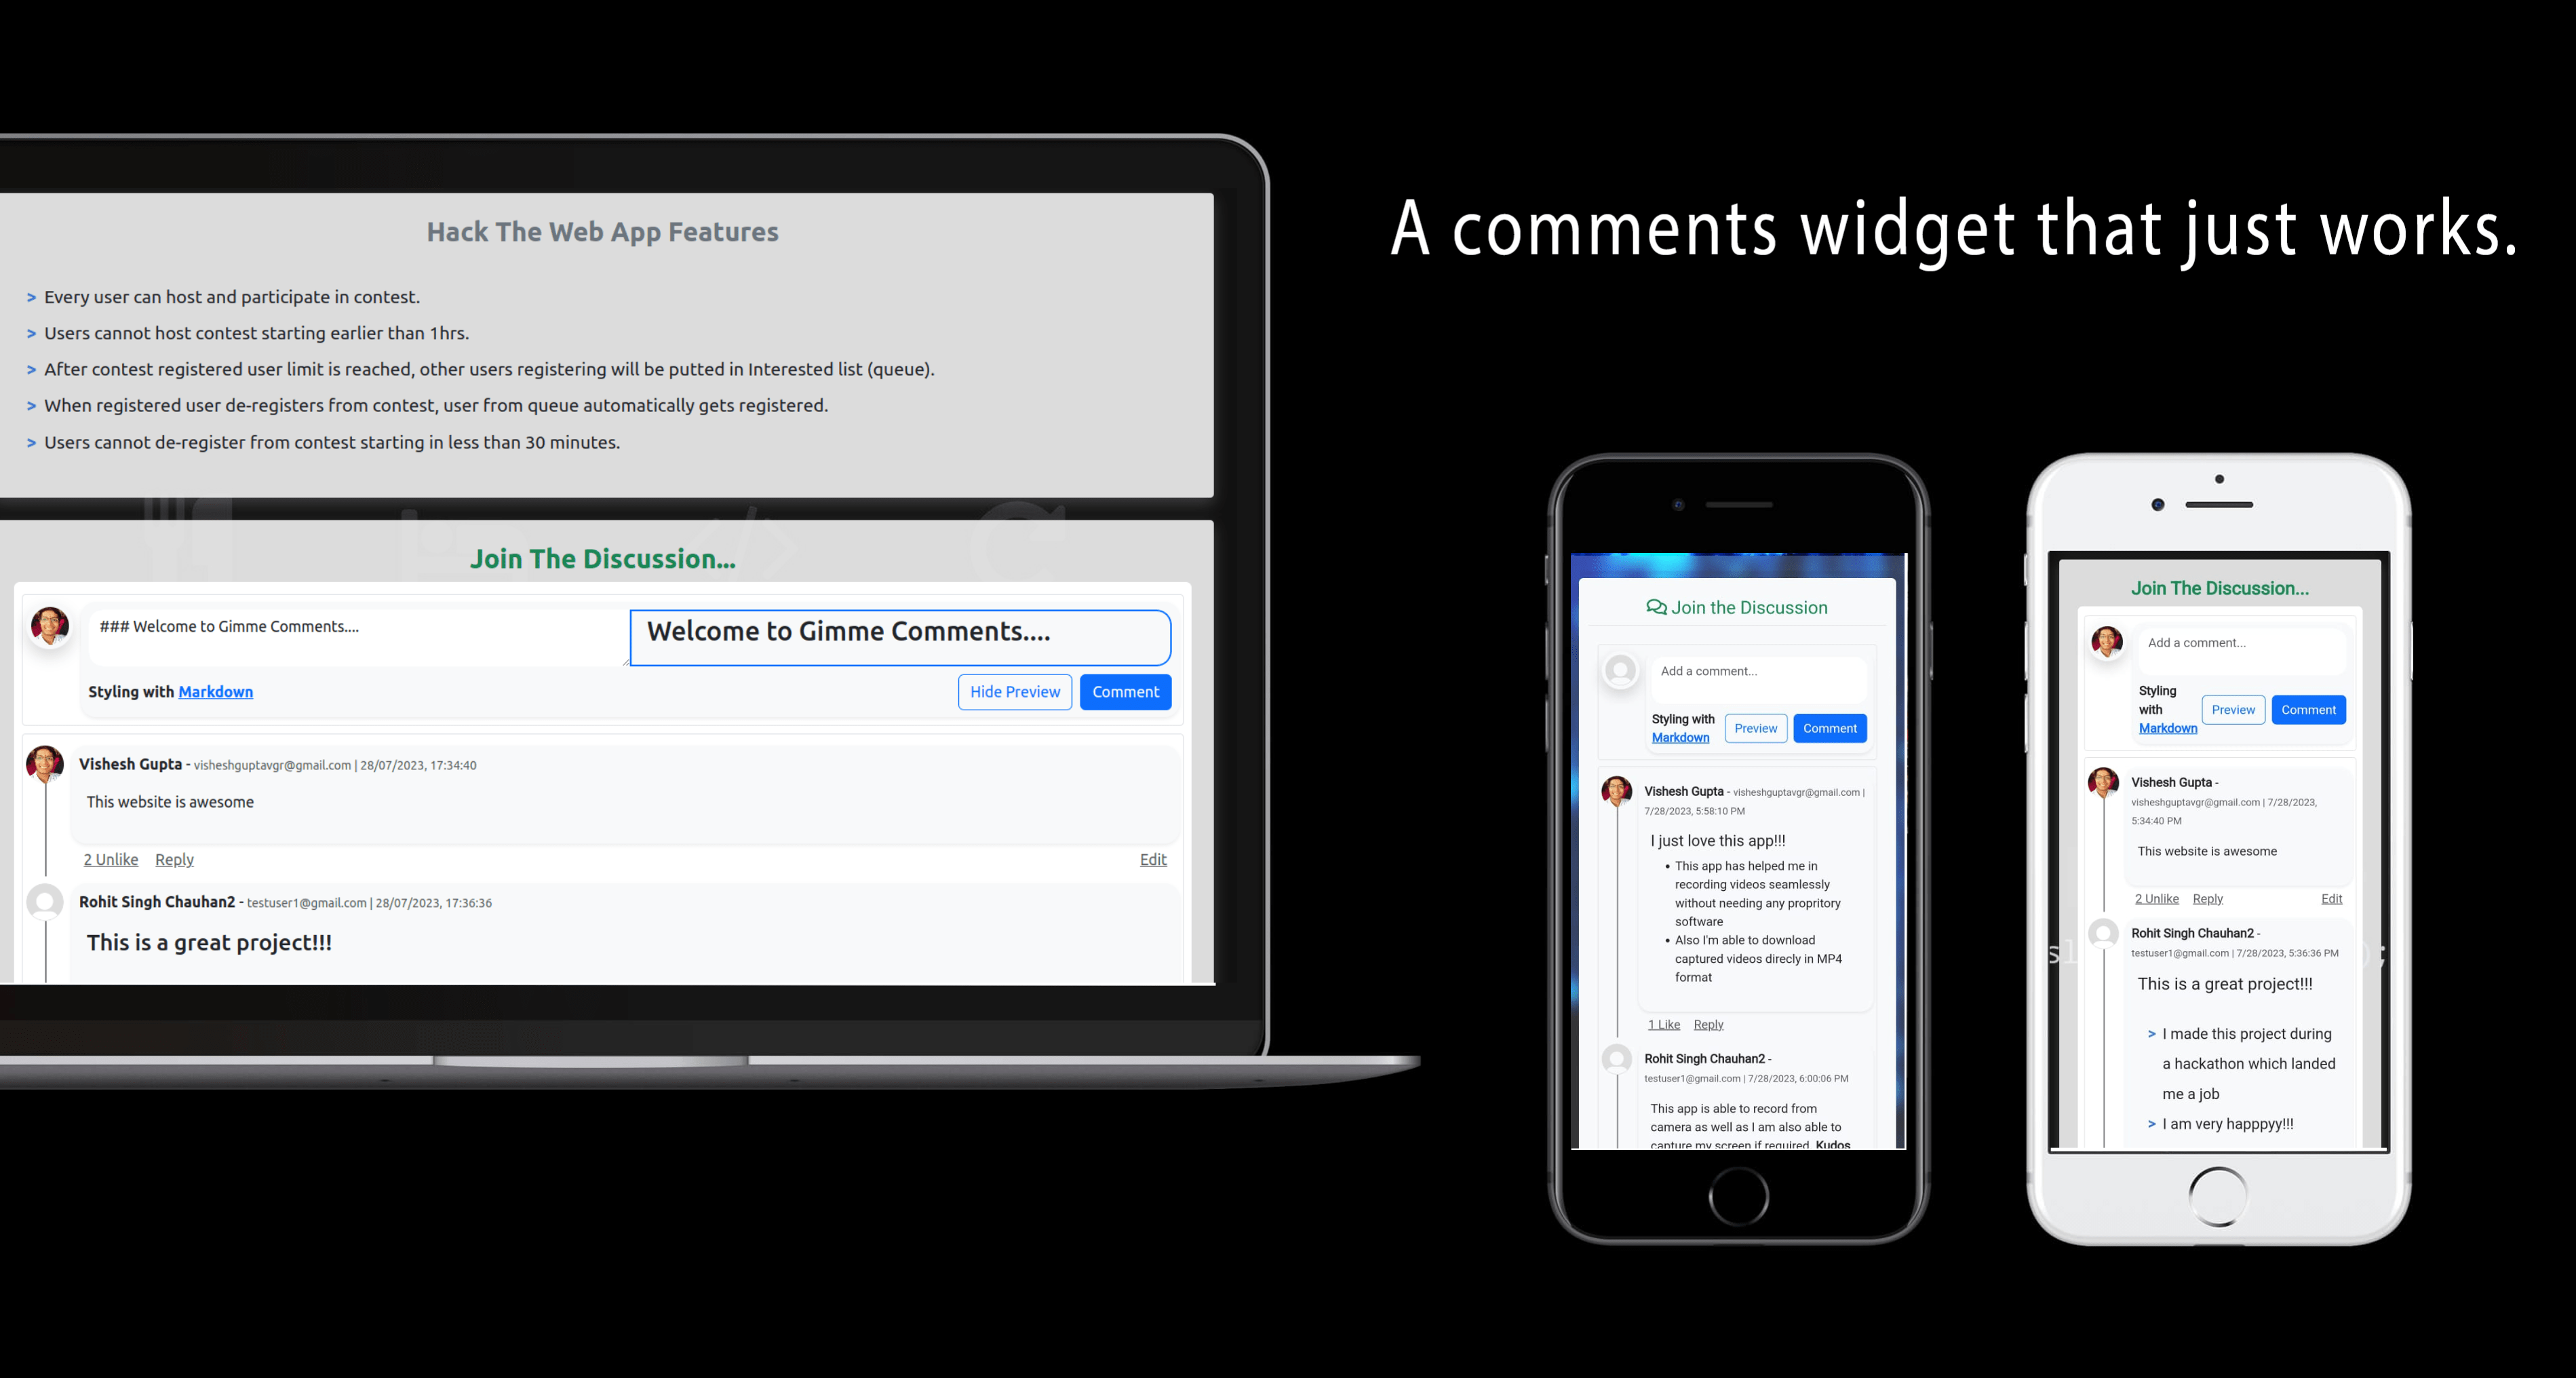 A comments widget that just works.
Hack The Web App Features
> Every user can host and participate in contest.
> Users cannot host contest starting earlier than 1hrs.
> After contest registered user limit is reached, other users registering will be putted in Interested list (queue).
> When registered user de-registers from contest, user from queue automatically gets registered.
> Users cannot de-register from contest starting in less than 30 minutes.
Join The Discussion...
### Welcome to Gimme Comments....
Welcome to Gimme Comments....
Styling with Markdown
Hide Preview
Comment
Vishesh Gupta - visheshguptavgr@gmail.com | 28/07/2023, 17:34:40
This website is awesome
2 Unlike Reply
Edit
Rohit Singh Chauhan2 - testuser1@gmail.com | 28/07/2023, 17:36:36
This is a great project!!!
Join the Discussion
Add a comment...
Styling with
Markdown
Preview
Comment
Vishesh Gupta - visheshguptavgr@gmail.com |
7/28/2023, 5:58:10 PM
I just love this app!!!
• This app has helped me in
recording videos seamlessly
without needing any propritory
software
• Also I'm able to download
captured videos direcly in MP4
format
1 Like Reply
Rohit Singh Chauhan2 -
testuser1@gmail.com | 7/28/2023, 6:00:06 PM
This app is able to record from
camera as well as I am also able to
capture my screen if required. Kudos
Join The Discussion...
Add a comment...
Styling
with
Markdown
Preview
Comment
Vishesh Gupta -
visheshguptavgr@gmail.com | 7/28/2023,
5:34:40 PM
This website is awesome
2 Unlike Reply
Edit
Rohit Singh Chauhan2 -
testuser1@gmail.com | 7/28/2023, 5:36:36 PM
This is a great project!!!
> I made this project during
a hackathon which landed
me a job
> I am very happpyy!!!